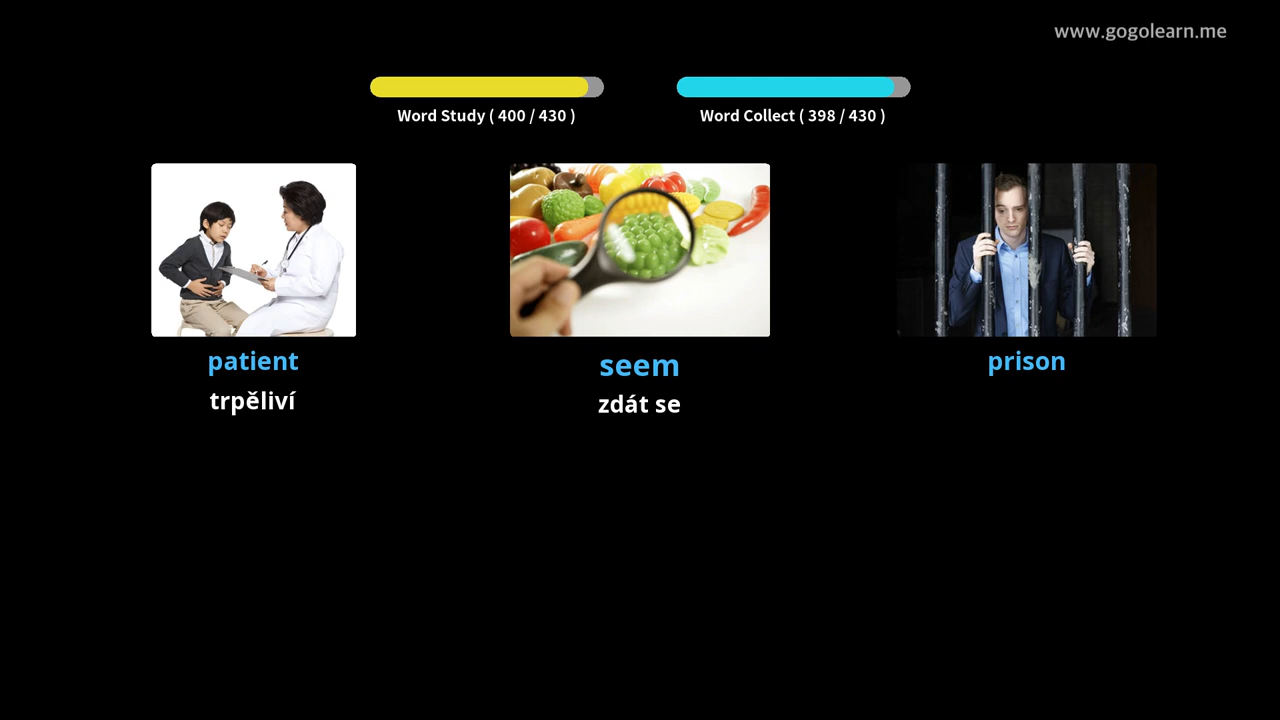 www.gogolearn.me
Word Study ( 400 / 430 )
Word Collect ( 398 / 430 )
patient
seem
prison
trpěliví
zdát se